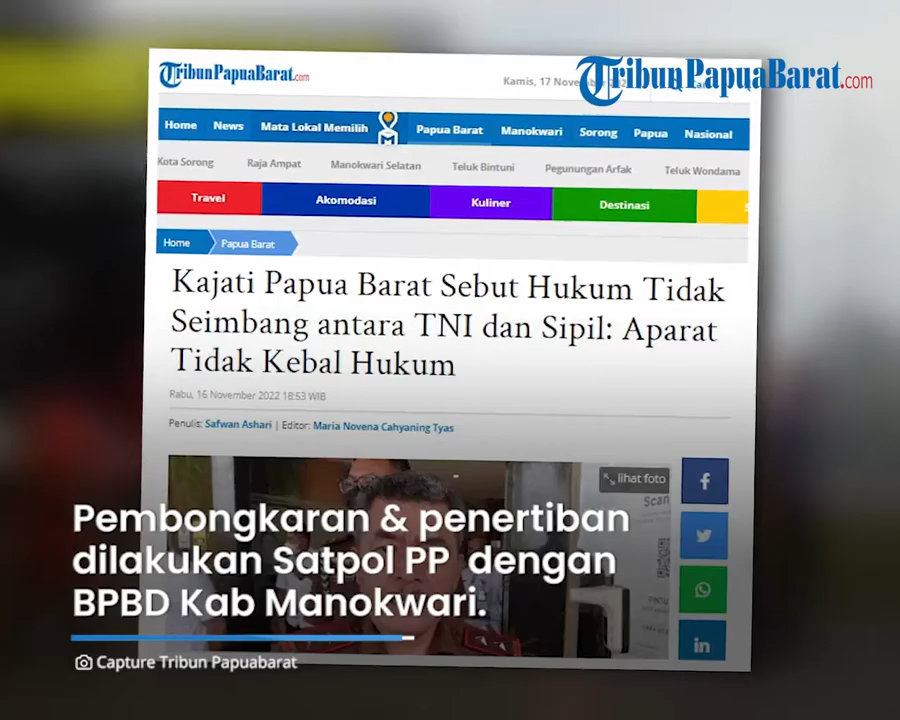 TribunPapuaBarat.com
TribunPapuaBarat.com
Kamis, 17
Home News Mata Lokal Memilih Papua Barat Manokwari Sorong Papua Nasional
Kota Sorong Raja Ampat Manokwari Selatan Teluk Bintuni Pegunungan Arfak Teluk Wondama
Travel Akomodasi Kuliner Destinasi
Home Papua Barat
Kajati Papua Barat Sebut Hukum Tidak
Seimbang antara TNI dan Sipil: Aparat
Tidak Kebal Hukum
Rabu, 16 November 2022 18:53 WIB
Penulis: Safwan Ashari | Editor: Maria Novena Cahyaning Tyas
lihat foto
Scan
Pembongkaran & penertiban
dilakukan Satpol PP dengan
BPBD Kab Manokwari.
Capture Tribun Papuabarat